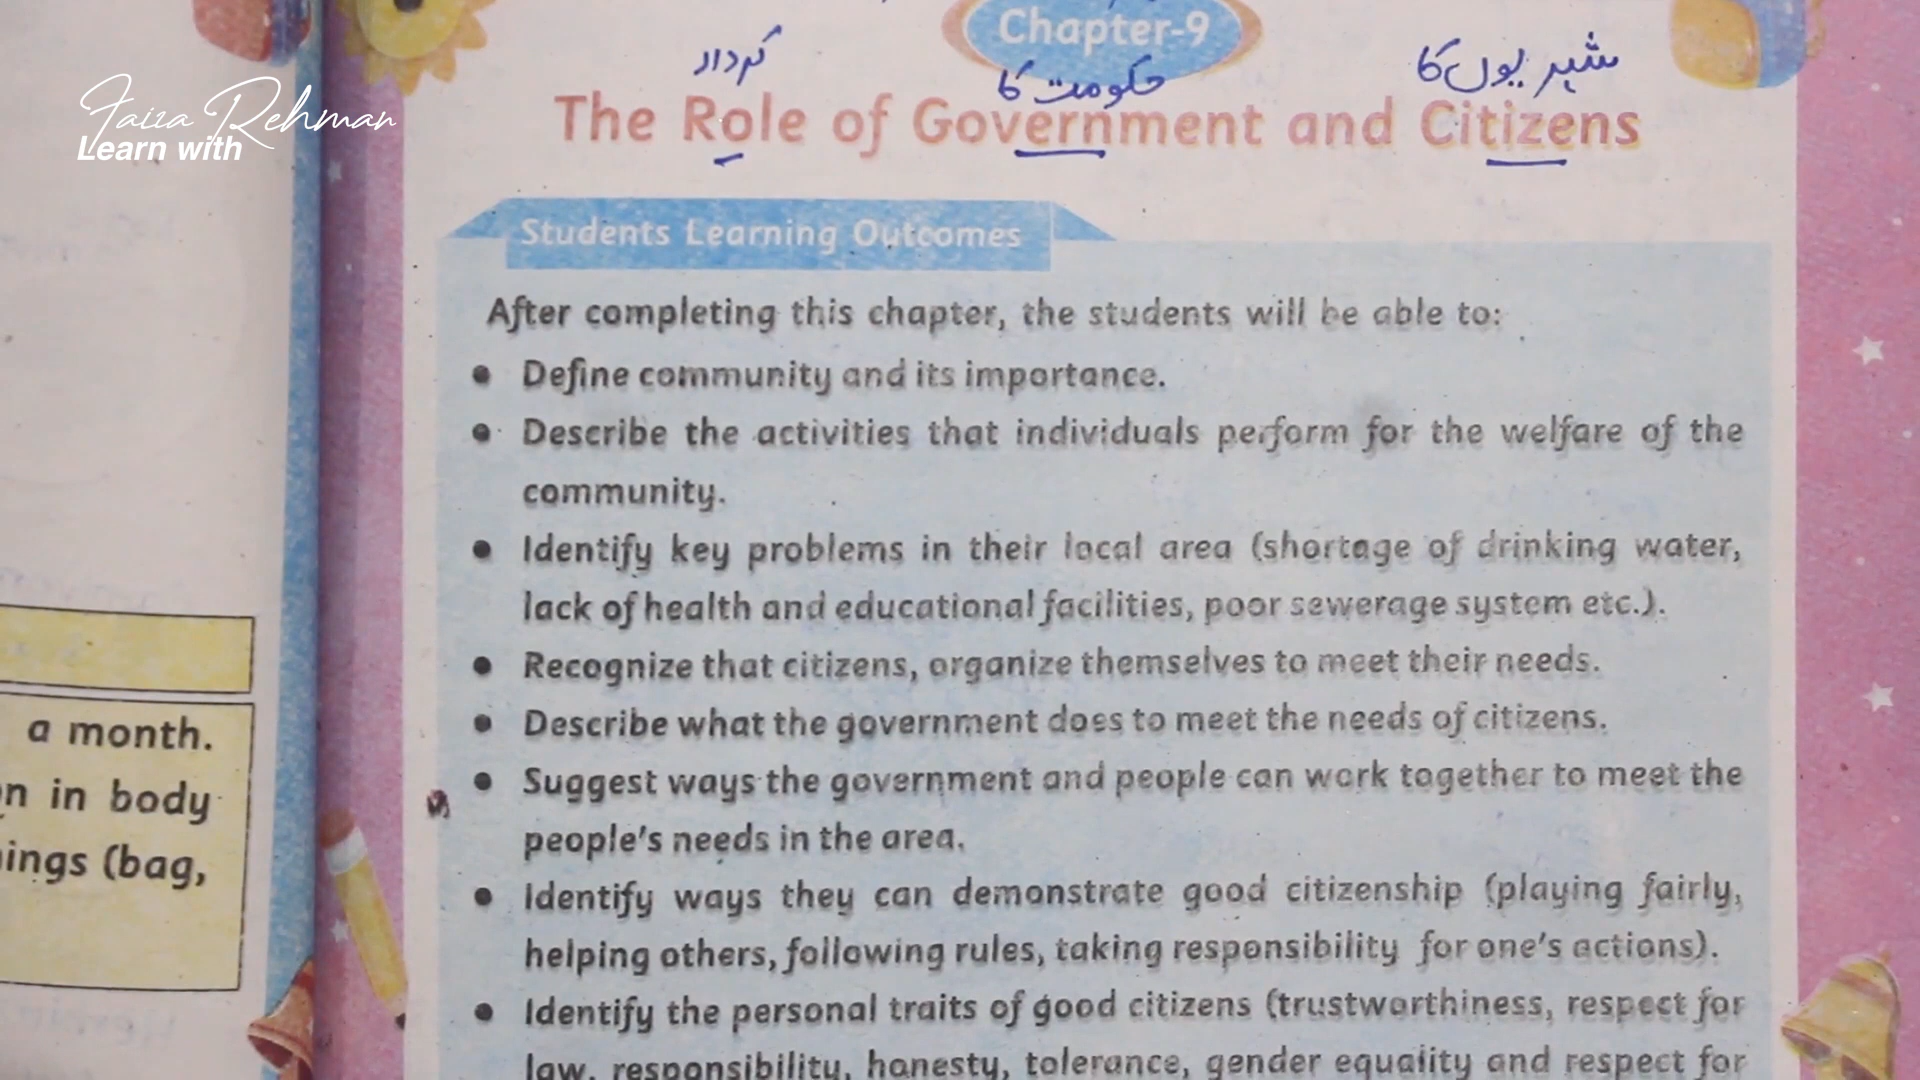 Chapter-9
کردار
حکومت کا
شہریوں کا
The Role of Government and Citizens
Faiza Rehman
Learn with
Students Learning Outcomes
After completing this chapter, the students will be able to:
• Define community and its importance.
• Describe the activities that individuals perform for the welfare of the
community.
• Identify key problems in their local area (shortage of drinking water,
lack of health and educational facilities, poor sewerage system etc.).
• Recognize that citizens, organize themselves to meet their needs.
• Describe what the government does to meet the needs of citizens.
• Suggest ways the government and people can work together to meet the
people's needs in the area.
• Identify ways they can demonstrate good citizenship (playing fairly,
helping others, following rules, taking responsibility for one's actions).
• Identify the personal traits of good citizens (trustworthiness, respect for
law, responsibility, honesty, tolerance, gender equality and respect for
a month.
in body
(bag,